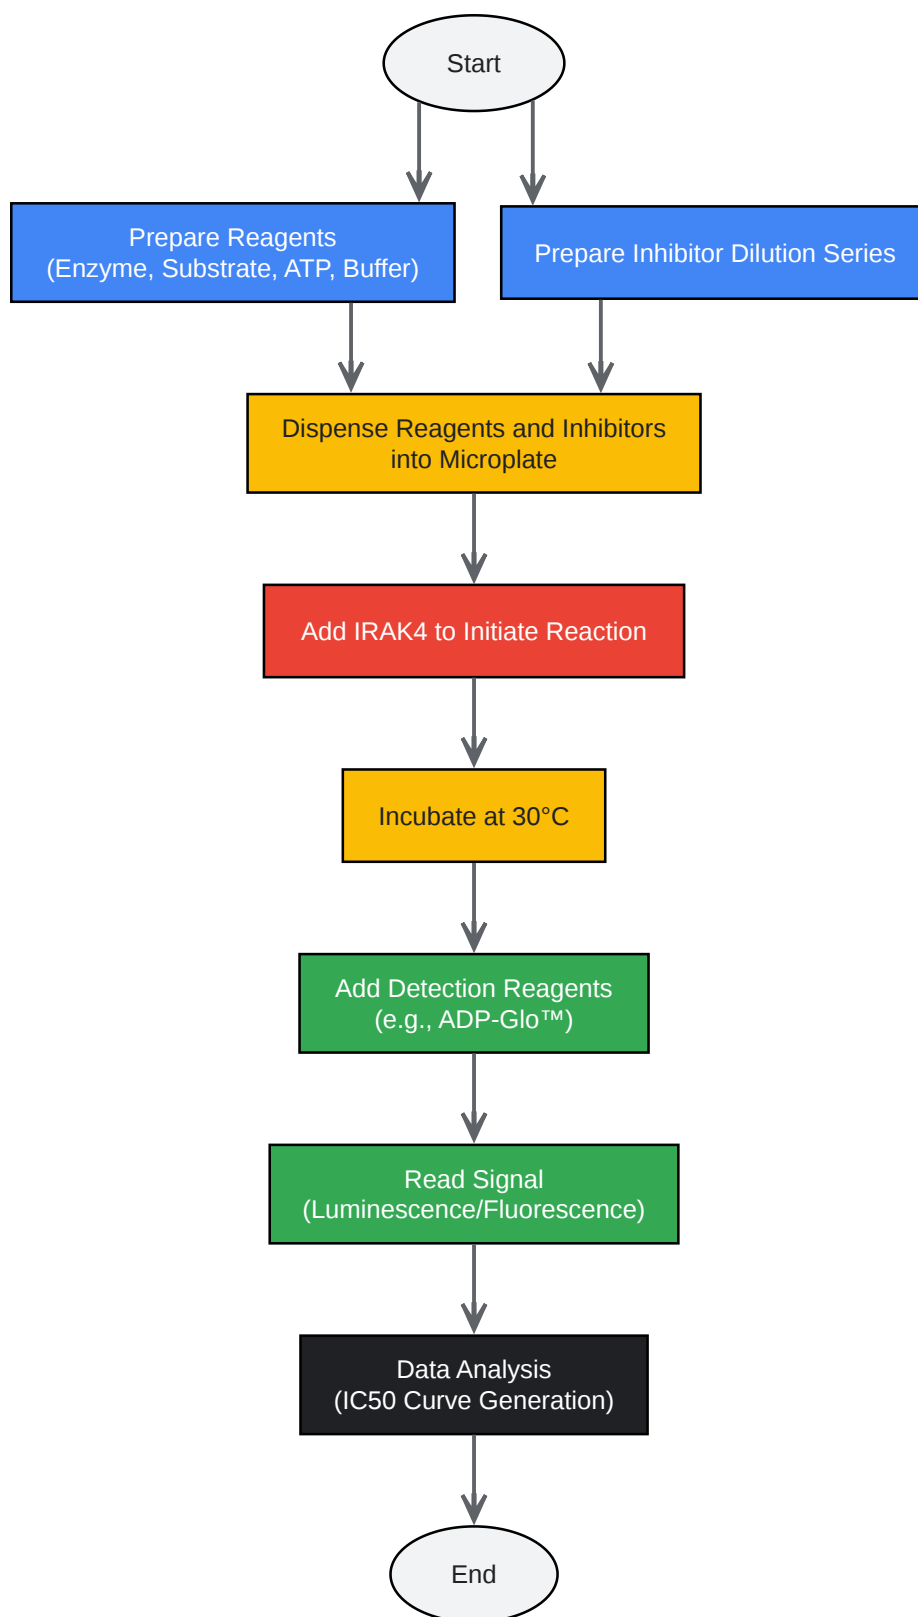 Start
Prepare Reagents
(Enzyme, Substrate, ATP, Buffer)
Prepare Inhibitor Dilution Series
Dispense Reagents and Inhibitors
into Microplate
Add IRAK4 to Initiate Reaction
Incubate at 30°C
Add Detection Reagents
(e.g., ADP-Glo™)
Read Signal
(Luminescence/Fluorescence)
Data Analysis
(IC50 Curve Generation)
End